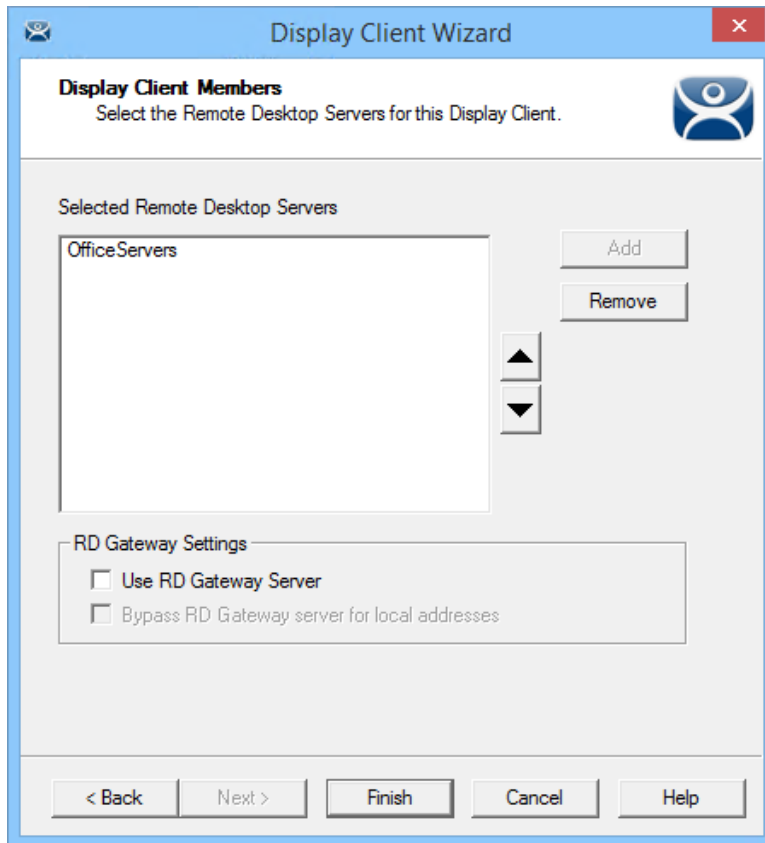 Display Client Wizard
Display Client Members
Select the Remote Desktop Servers for this Display Client.
Selected Remote Desktop Servers
OfficeServers
Add
Remove
RD Gateway Settings
Use RD Gateway Server
Bypass RD Gateway server for local addresses
< Back Next > Finish Cancel Help